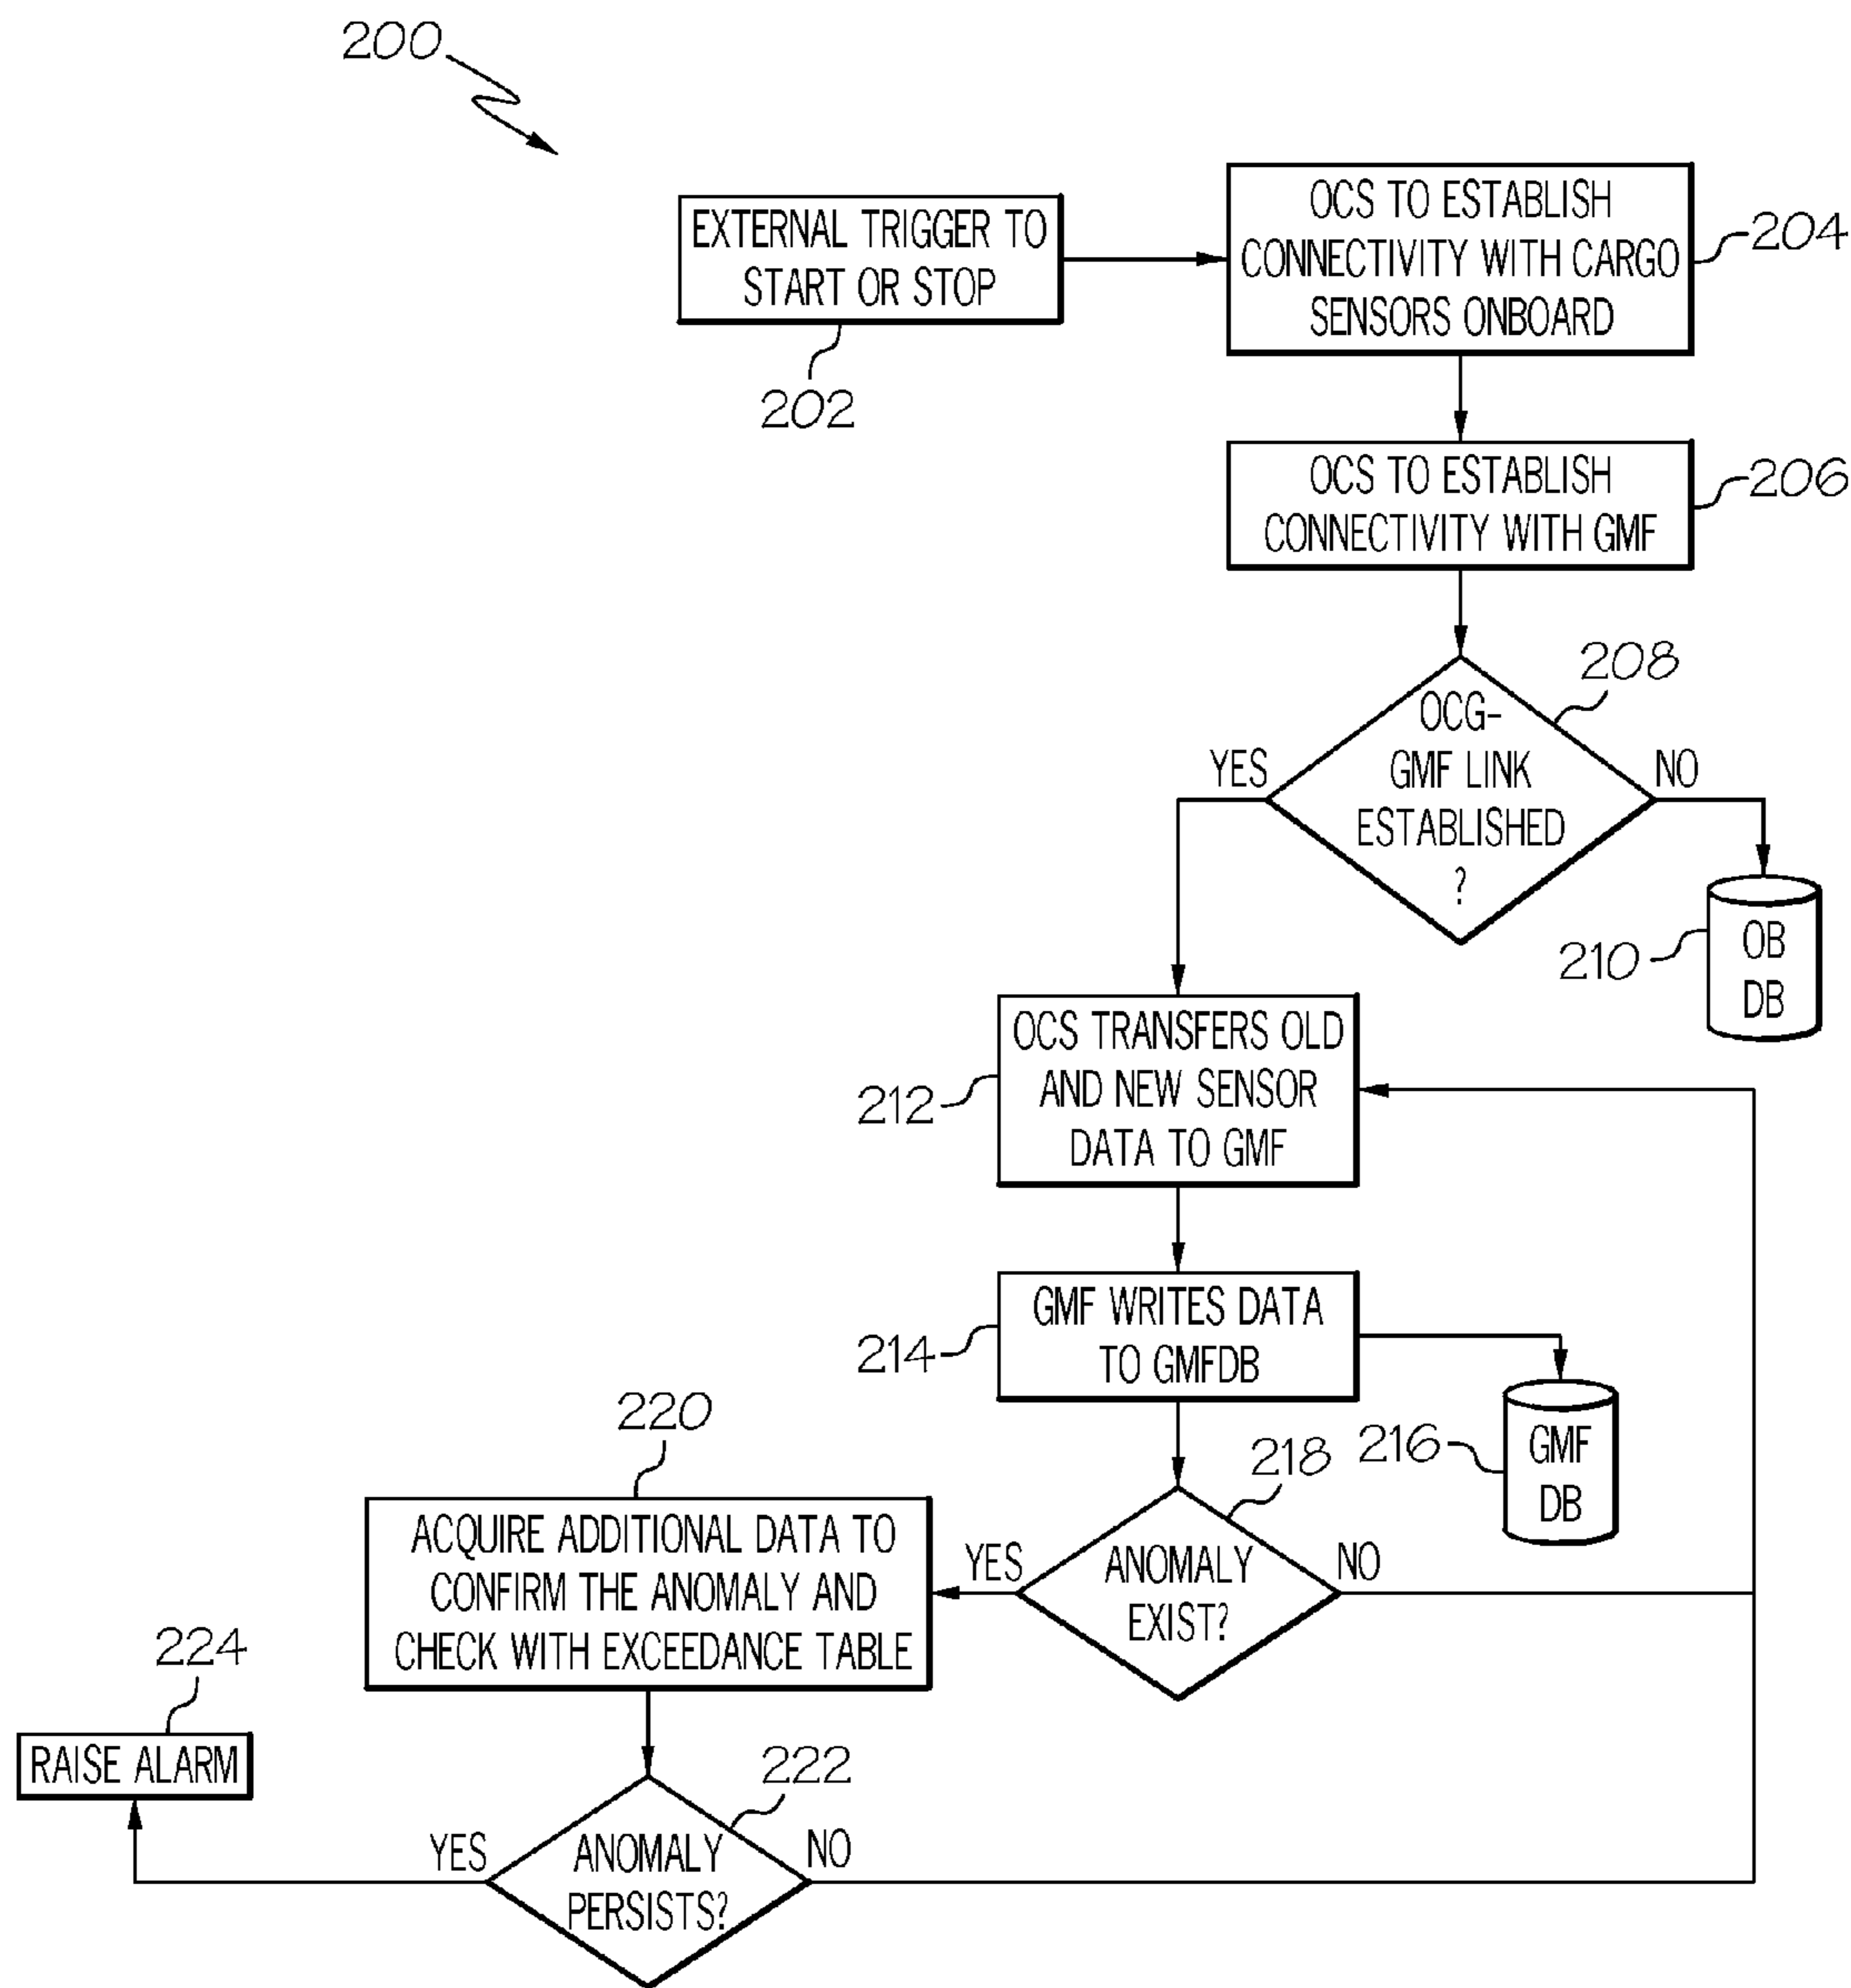 200
EXTERNAL TRIGGER TO
START OR STOP
202
OCS TO ESTABLISH
CONNECTIVITY WITH CARGO
SENSORS ONBOARD
204
OCS TO ESTABLISH
CONNECTIVITY WITH GMF
206
208
OCG-
GMF LINK
ESTABLISHED
?
YES
NO
OB
DB
210
OCS TRANSFERS OLD
AND NEW SENSOR
DATA TO GMF
212
GMF WRITES DATA
TO GMFDB
214
GMF
DB
216
218
ANOMALY
EXIST?
YES
NO
220
ACQUIRE ADDITIONAL DATA TO
CONFIRM THE ANOMALY AND
CHECK WITH EXCEEDANCE TABLE
222
ANOMALY
PERSISTS?
YES
NO
224
RAISE ALARM